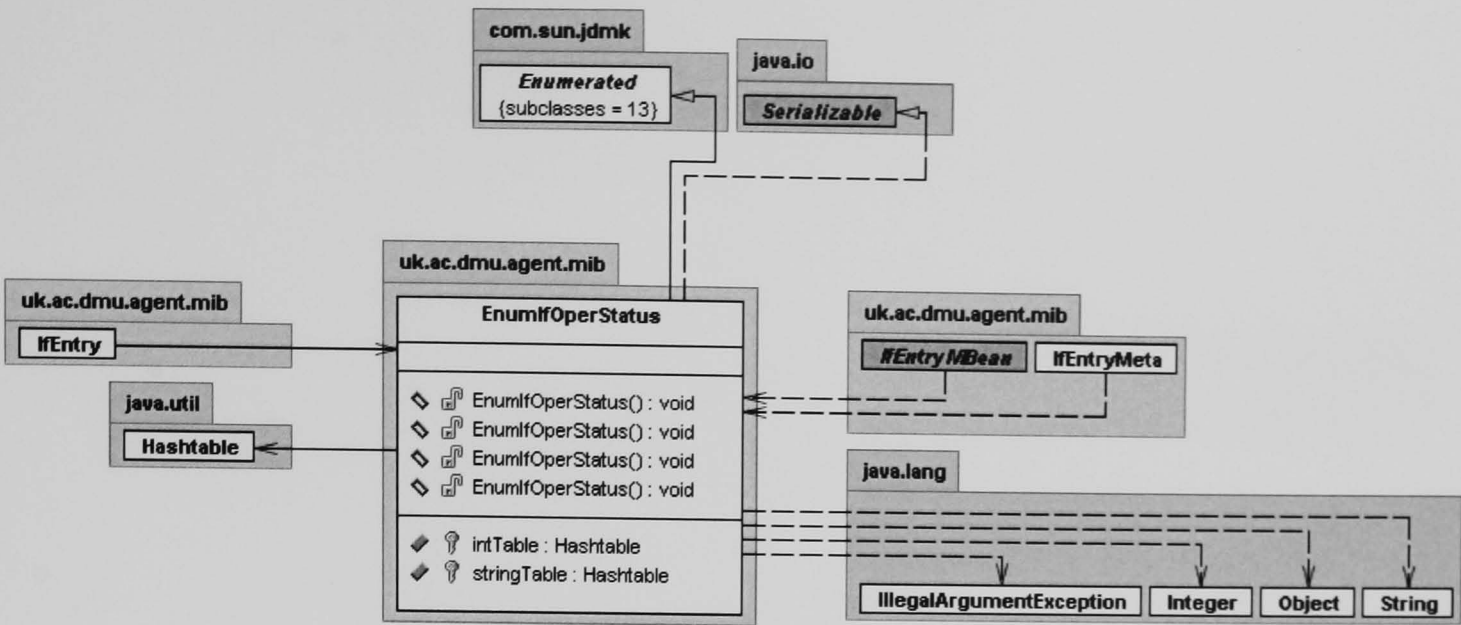 com.sun.jdmk
Enumerated
{subclasses = 13}
java.io
Serializable
uk.ac.dmu.agent.mib
IfEntry
java.util
Hashtable
uk.ac.dmu.agent.mib
EnumIfOperStatus
EnumIfOperStatus() : void
EnumIfOperStatus() : void
EnumIfOperStatus() : void
EnumIfOperStatus() : void
intTable : Hashtable
stringTable : Hashtable
uk.ac.dmu.agent.mib
IfEntryMBean
IfEntryMeta
java.lang
IllegalArgumentException
Integer
Object
String